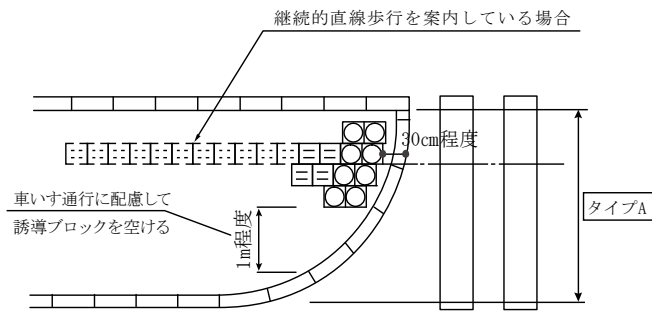 継続的直線歩行を案内している場合
30cm程度
車いす通行に配慮して
誘導ブロックを空ける
1m程度
タイプA